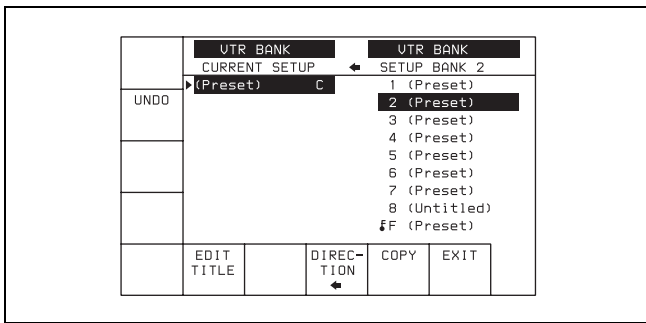 VTR BANK VTR BANK
CURRENT SETUP SETUP BANK 2
(Preset) C 1 (Preset)
UNDO 2 (Preset)
3 (Preset)
4 (Preset)
5 (Preset)
6 (Preset)
7 (Preset)
8 (Untitled)
F (Preset)
EDIT TITLE
DIREC-
TION
COPY
EXIT